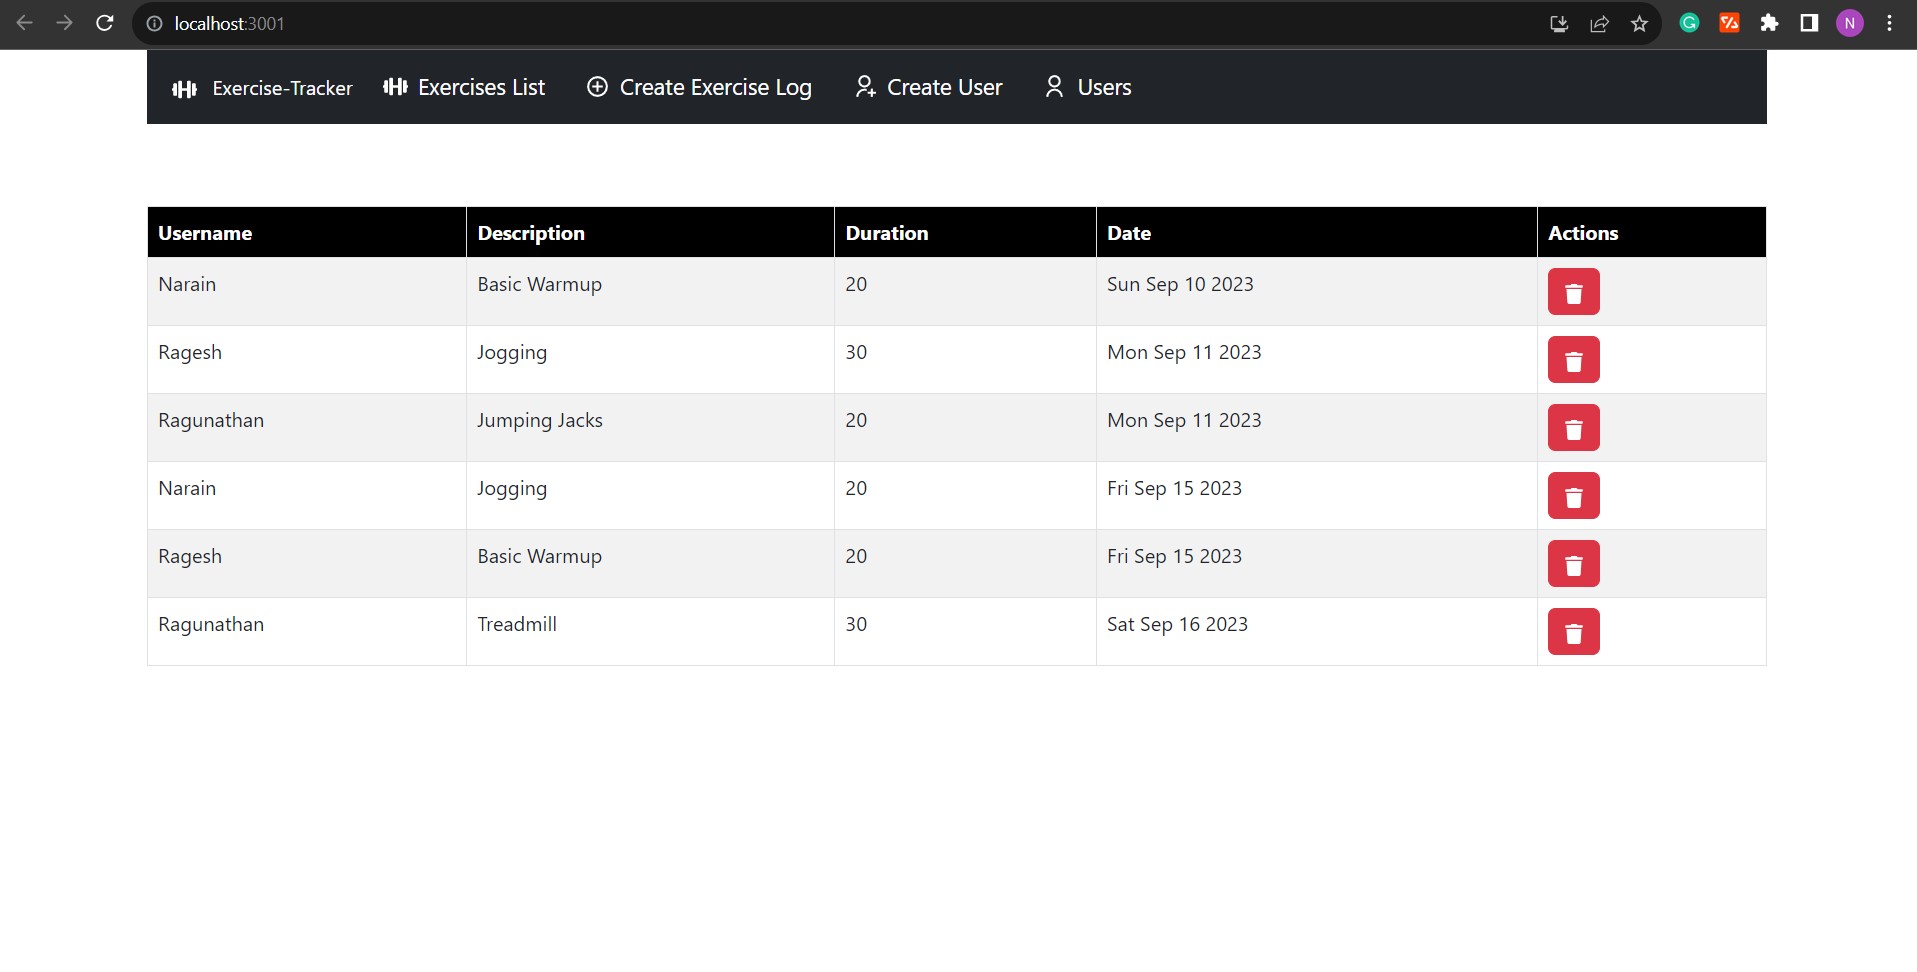 localhost:3001
N
Exercise-Tracker Exercises List Create Exercise Log Create User Users
Username Description Duration Date Actions
Narain Basic Warmup 20 Sun Sep 10 2023
Ragesh Jogging 30 Mon Sep 11 2023
Ragunathan Jumping Jacks 20 Mon Sep 11 2023
Narain Jogging 20 Fri Sep 15 2023
Ragesh Basic Warmup 20 Fri Sep 15 2023
Ragunathan Treadmill 30 Sat Sep 16 2023